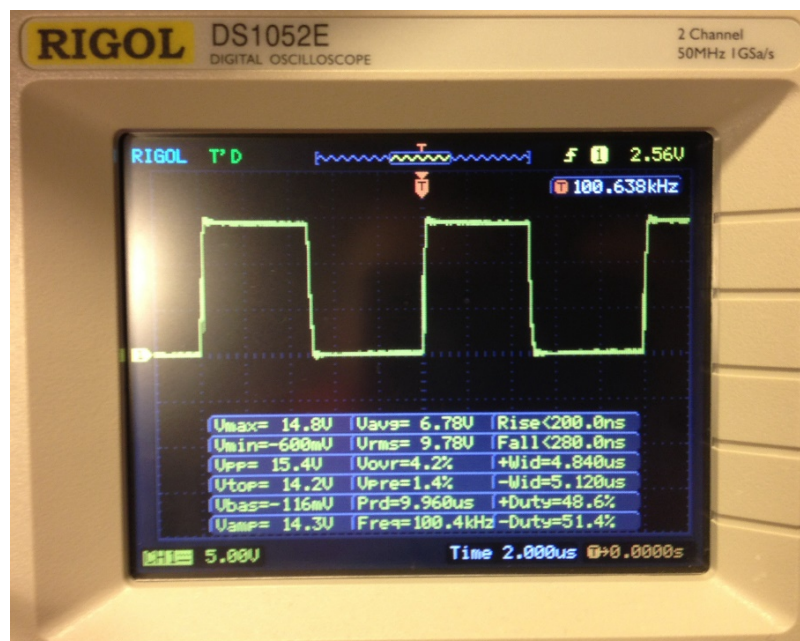 RIGOL DS1052E 2 Channel
DIGITAL OSCILLOSCOPE 50MHz 1GSa/s
RIGOL T'D T 1 2.56V
T
T 100.638kHz
1
Vmax= 14.8V Vavg= 6.78V Rise<200.0ns
Vmin=-600mV Vrms= 9.78V Fall<280.0ns
Vpp= 15.4V Vovr=4.2% +Wid=4.840us
Vtop= 14.2V Vpre=1.4% -Wid=5.120us
Vbas=-116mV Prd=9.960us +Duty=48.6%
Vamp= 14.3V Freq=100.4kHz -Duty=51.4%
CH1= 5.00V Time 2.000us T→0.0000s